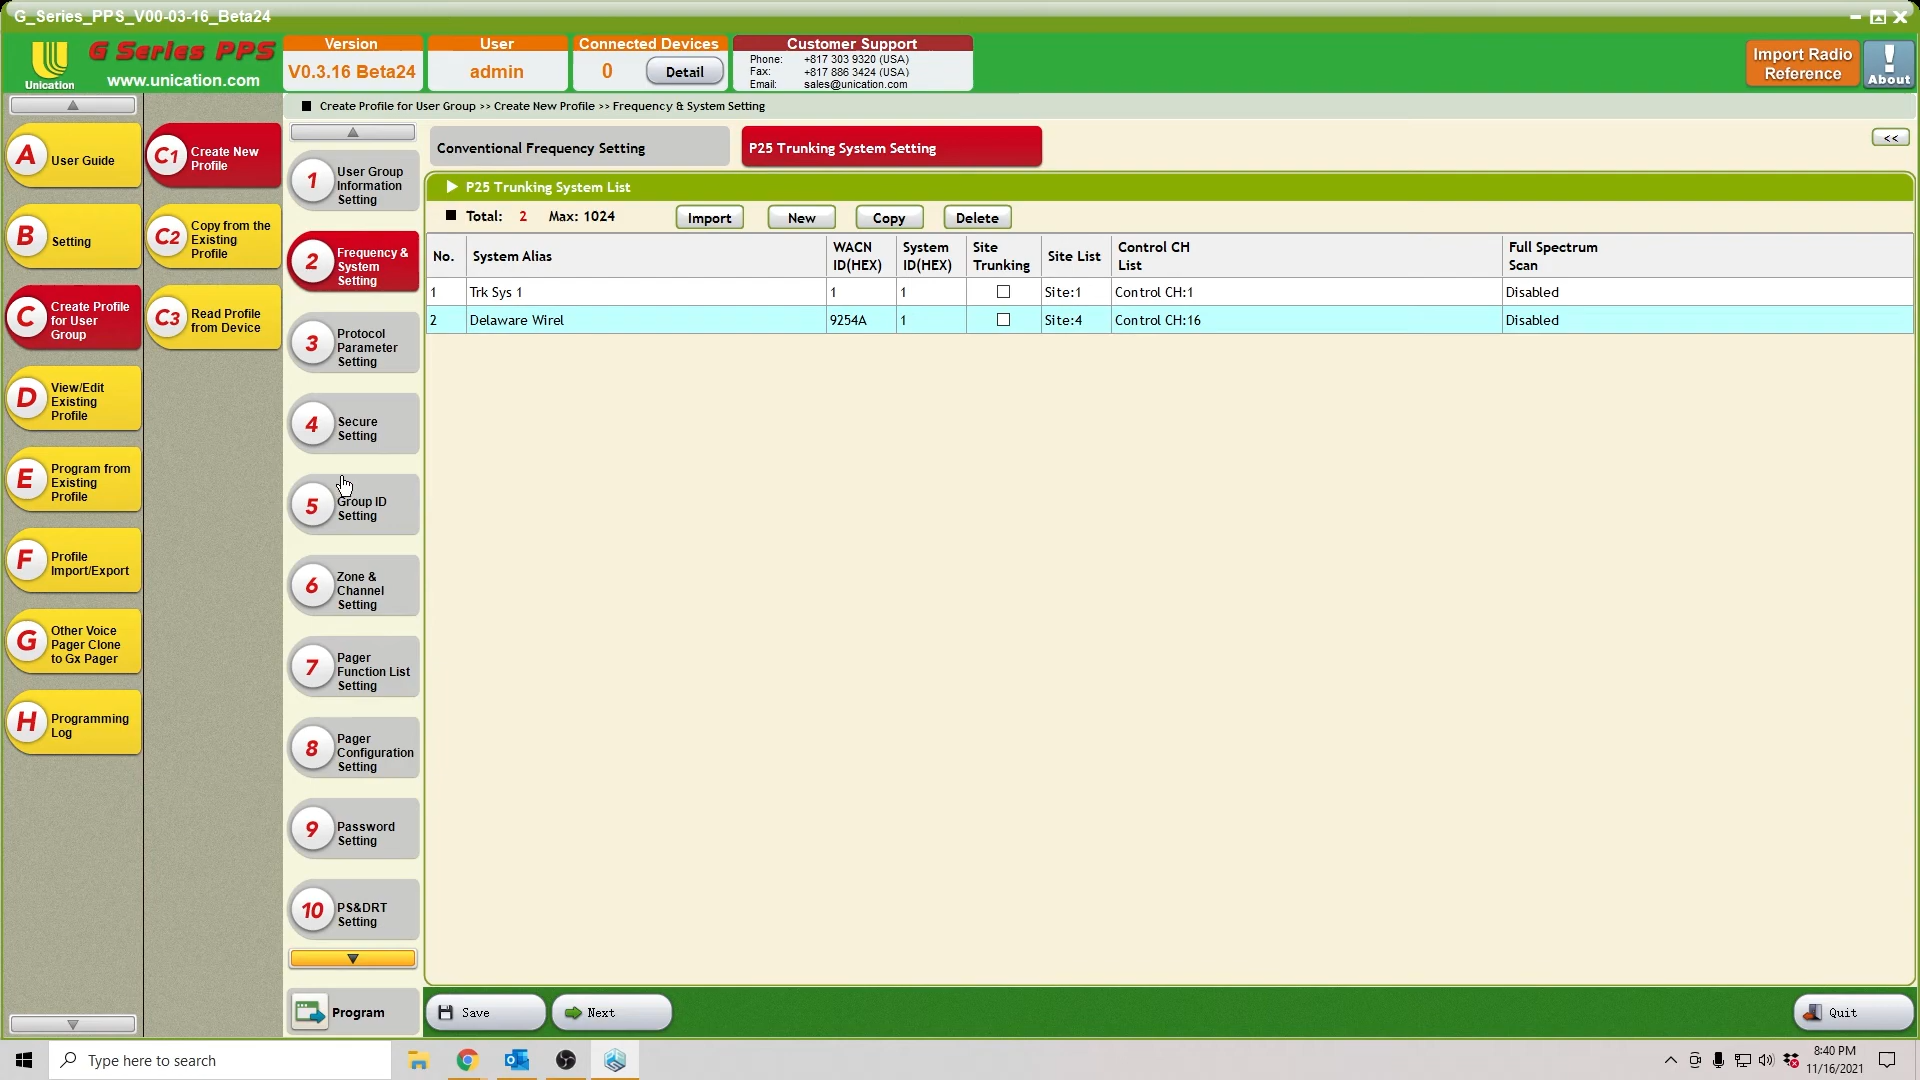 G_Series_PPS_V00-03-16_Beta24
Unication
G Series PPS
www.unication.com
Version
V0.3.16 Beta24
User
admin
Connected Devices
0
Detail
Customer Support
Phone: +817 303 9320 (USA)
Fax: +817 886 3424 (USA)
Email: sales@unication.com
Import Radio
Reference
!
About
A
User Guide
B
Setting
C
Create Profile
for User
Group
D
View/Edit
Existing
Profile
E
Program from
Existing
Profile
F
Profile
Import/Export
G
Other Voice
Pager Clone
to Gx Pager
H
Programming
Log
C1
Create New
Profile
C2
Copy from the
Existing
Profile
C3
Read Profile
from Device
Create Profile for User Group >> Create New Profile >> Frequency & System Setting
1
User Group
Information
Setting
2
Frequency &
System
Setting
3
Protocol
Parameter
Setting
4
Secure
Setting
5
Group ID
Setting
6
Zone &
Channel
Setting
7
Pager
Function List
Setting
8
Pager
Configuration
Setting
9
Password
Setting
10
PS&DRT
Setting
Program
Conventional Frequency Setting
P25 Trunking System Setting
<<
P25 Trunking System List
Total: 2 Max: 1024
Import
New
Copy
Delete
No. System Alias WACN ID(HEX) System ID(HEX) Site Trunking Site List Control CH List Full Spectrum Scan
1 Trk Sys 1 1 1 Site:1 Control CH:1 Disabled
2 Delaware Wirel 9254A 1 Site:4 Control CH:16 Disabled
Save
Next
Quit
Type here to search
8:40 PM
11/16/2021